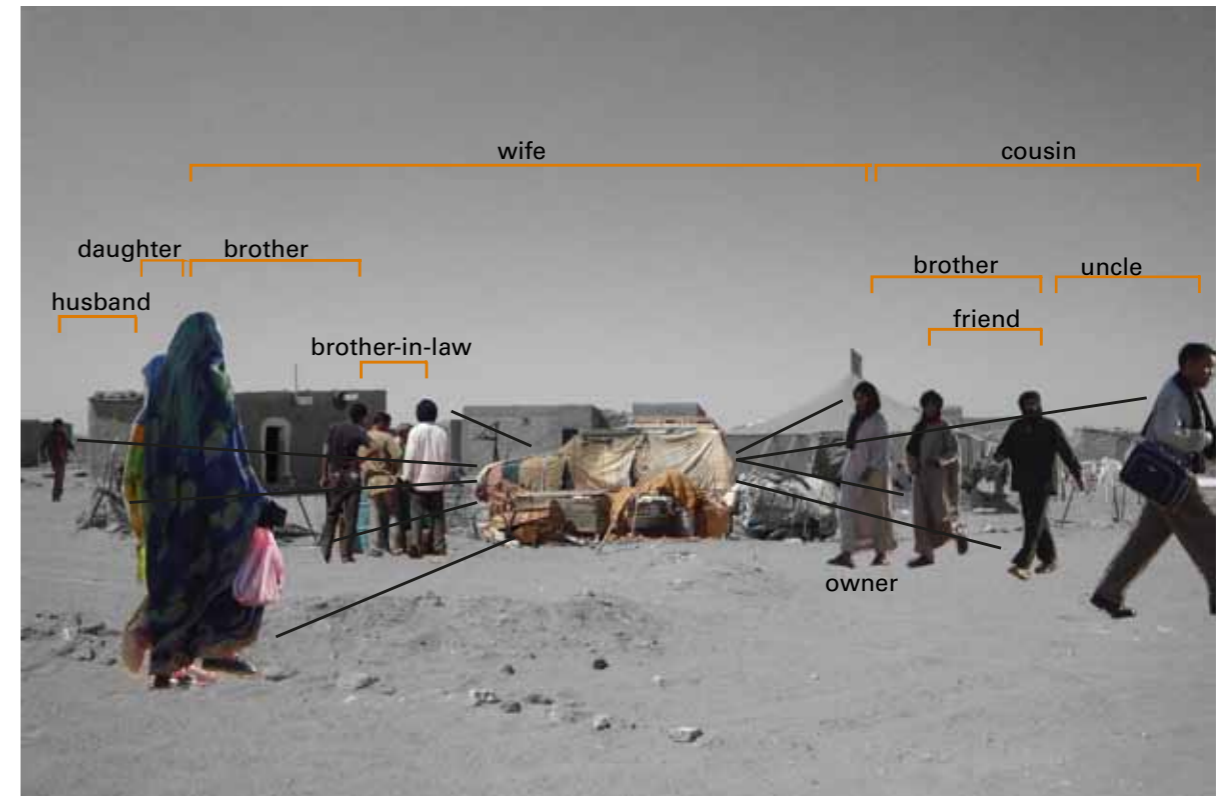 wife
cousin
daughter
brother
brother
uncle
husband
friend
brother-in-law
owner